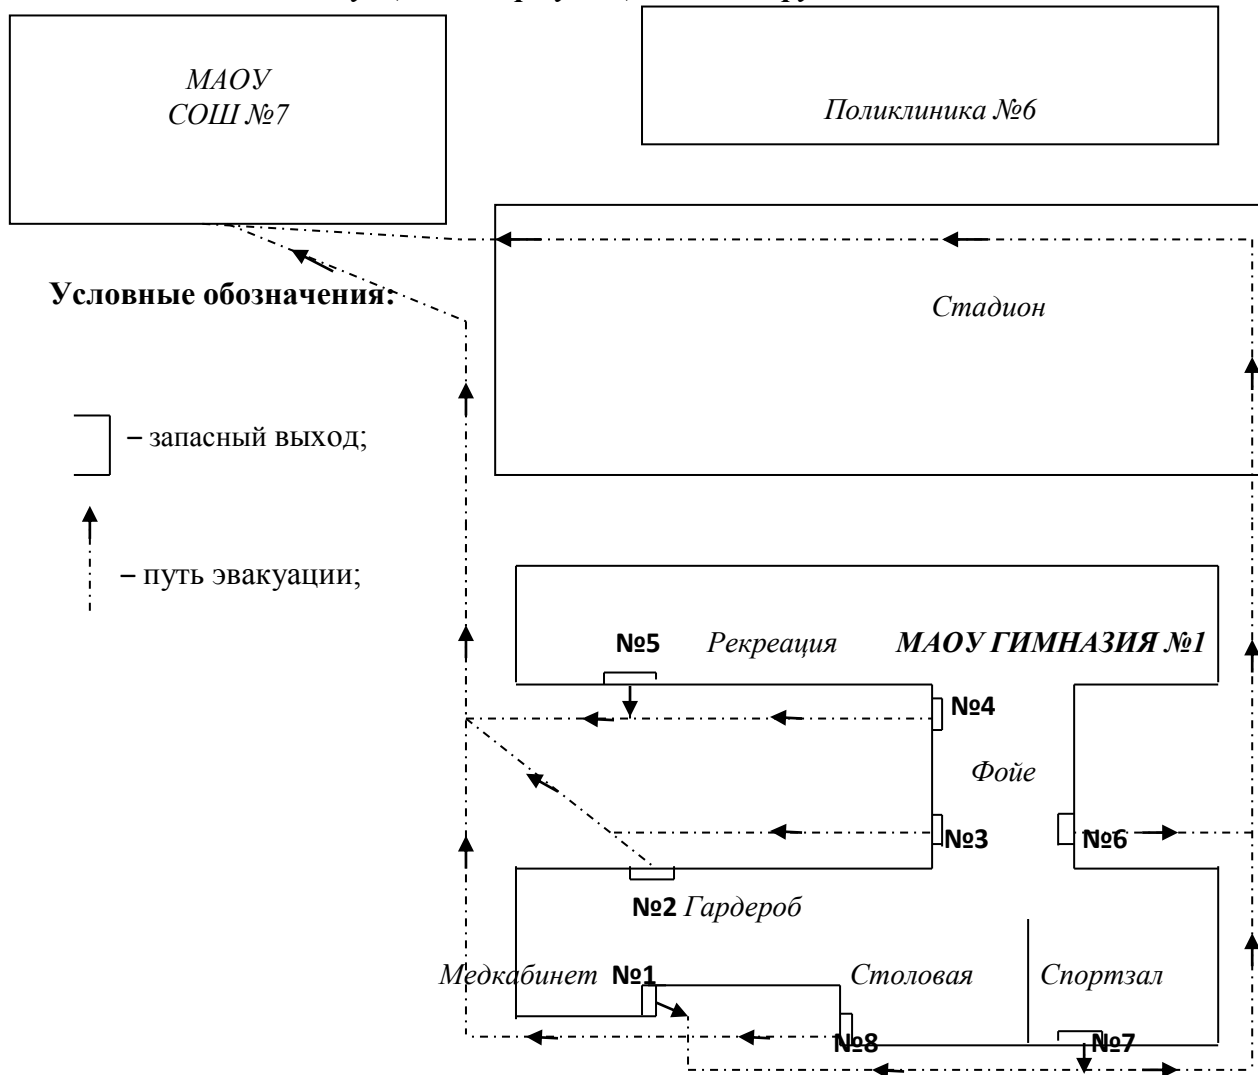 МАОУ
СОШ №7
Поликлиника №6
Условные обозначения:
Стадион
– запасный выход;
– путь эвакуации;
№5
Рекреация
МАОУ ГИМНАЗИЯ №1
№4
Фойе
№3
№6
№2 Гардероб
Медкабинет
№1
Столовая
Спортзал
№8
№7